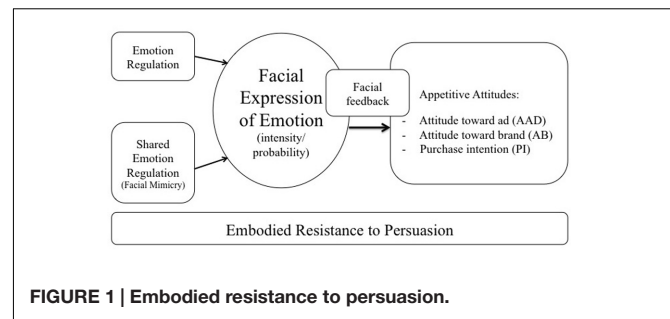 Emotion
Regulation
Shared
Emotion
Regulation
(Facial Mimicry)
Facial
Expression
of Emotion
(intensity/
probability)
Facial
feedback
Appetitive Attitudes:
- Attitude toward ad (AAD)
- Attitude toward brand (AB)
- Purchase intention (PI)
Embodied Resistance to Persuasion
FIGURE 1 | Embodied resistance to persuasion.